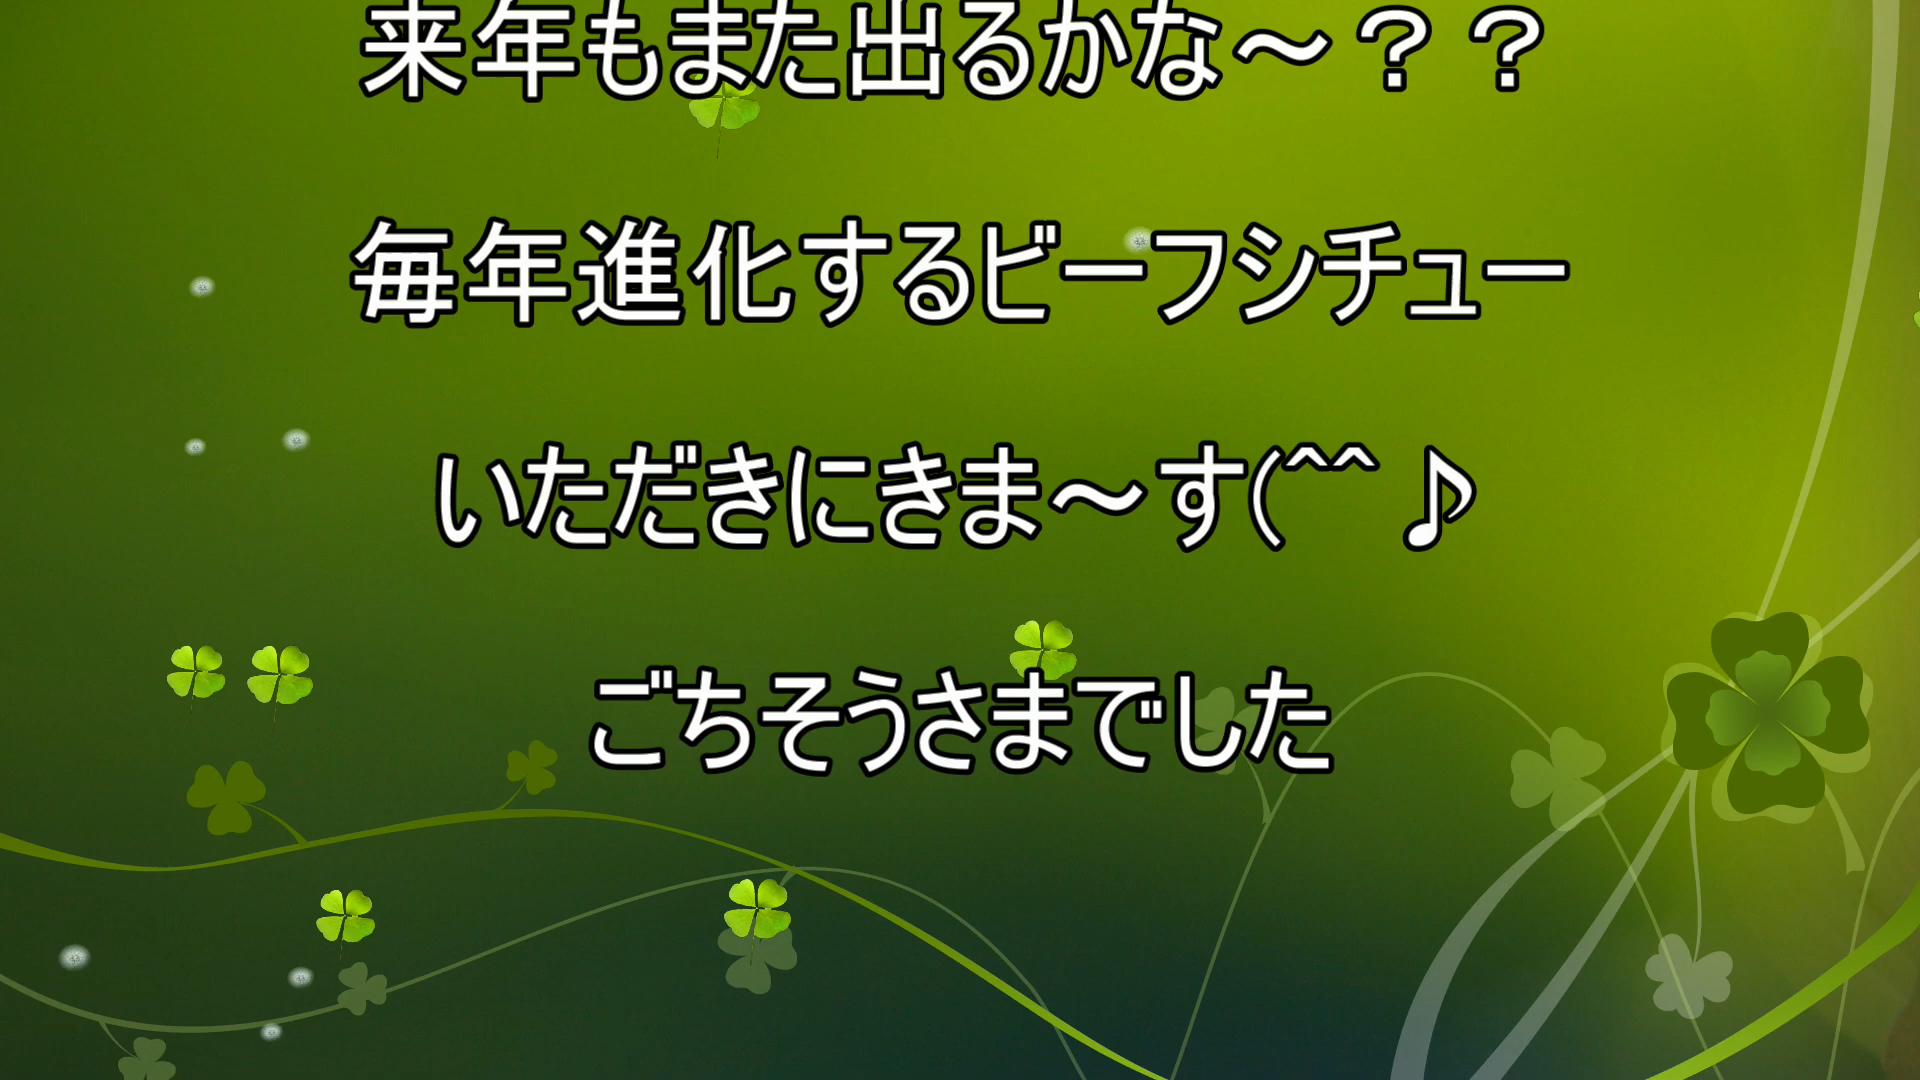 来年もまた出るかな～？？
毎年進化するビーフシチュー
いただきにきま～す(^^♪
ごちそうさまでした